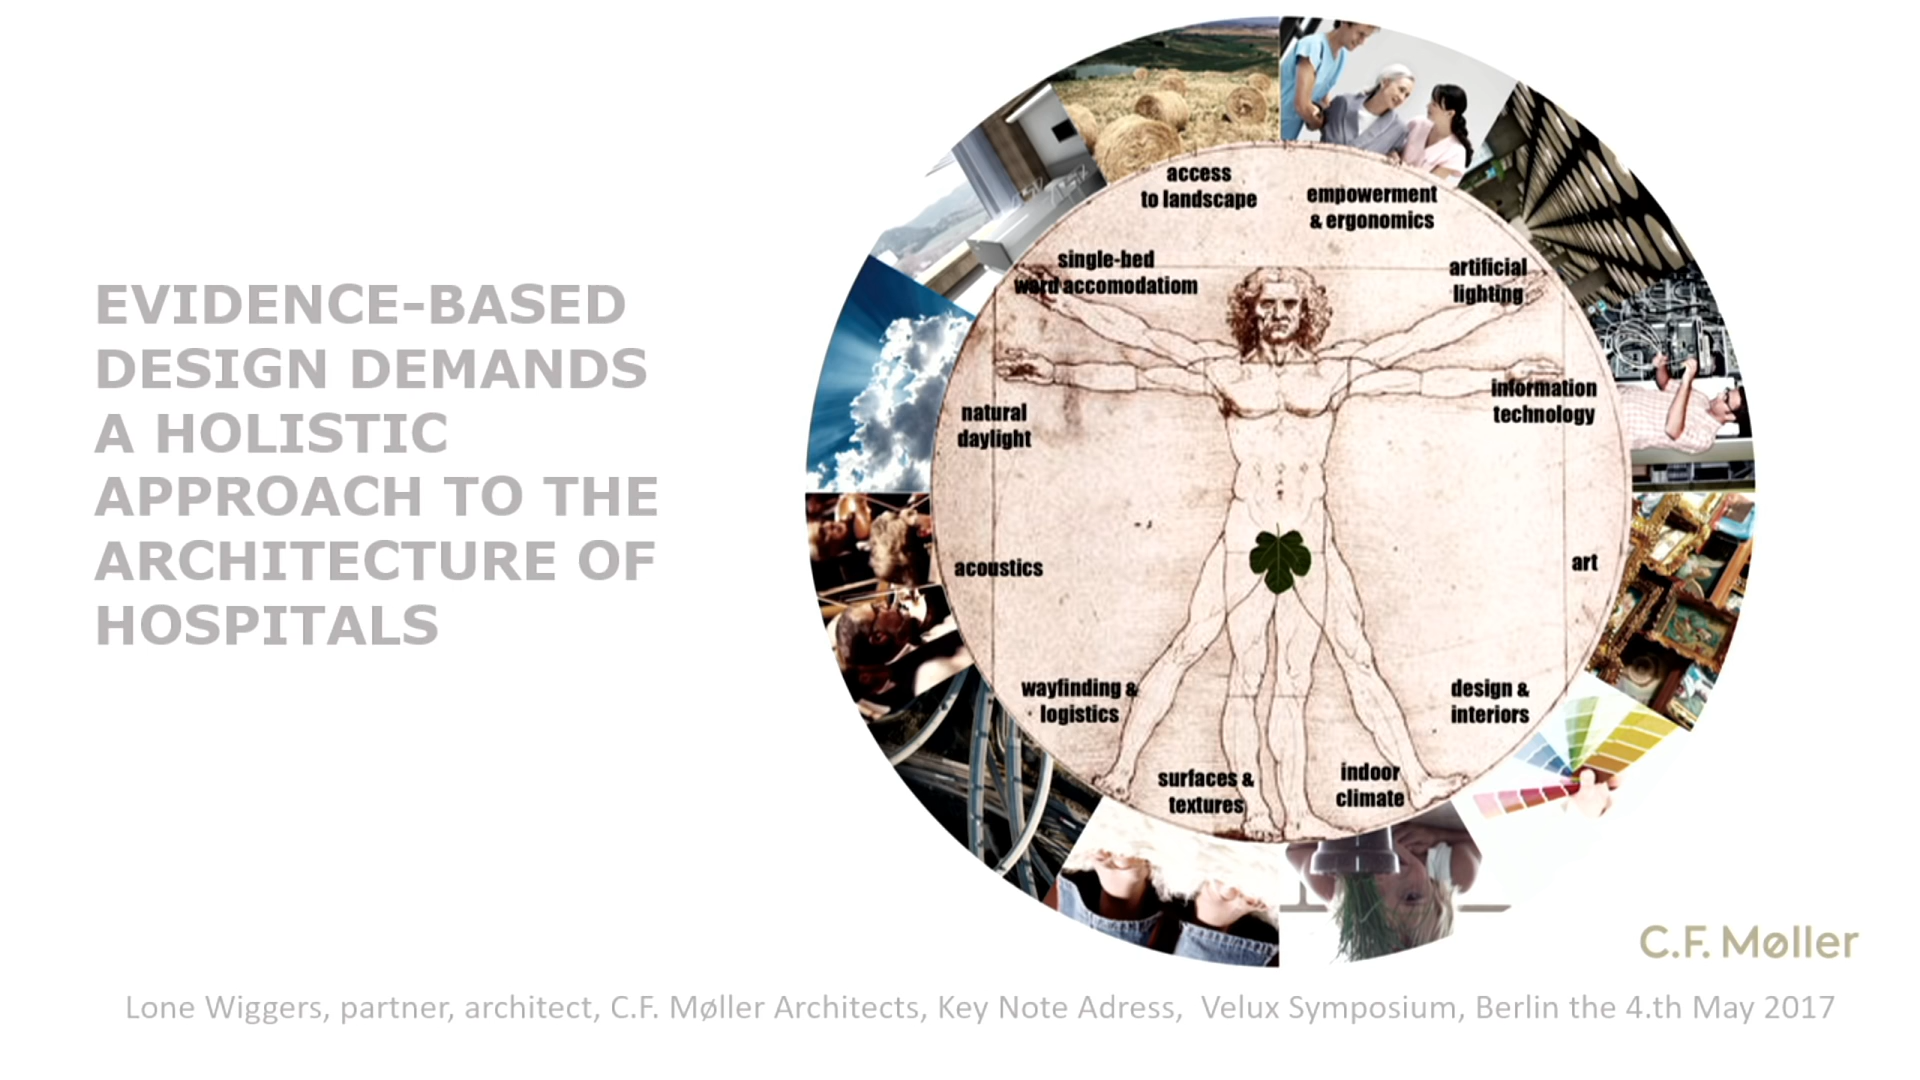 EVIDENCE-BASED
DESIGN DEMANDS
A HOLISTIC
APPROACH TO THE
ARCHITECTURE OF
HOSPITALS
access
to landscape
empowerment
& ergonomics
single-bed
ward accomodatiom
artificial
lighting
information
technology
natural
daylight
acoustics
art
wayfinding &
logistics
design &
interiors
surfaces &
textures
indoor
climate
C.F. Møller
Lone Wiggers, partner, architect, C.F. Møller Architects, Key Note Adress, Velux Symposium, Berlin the 4.th May 2017